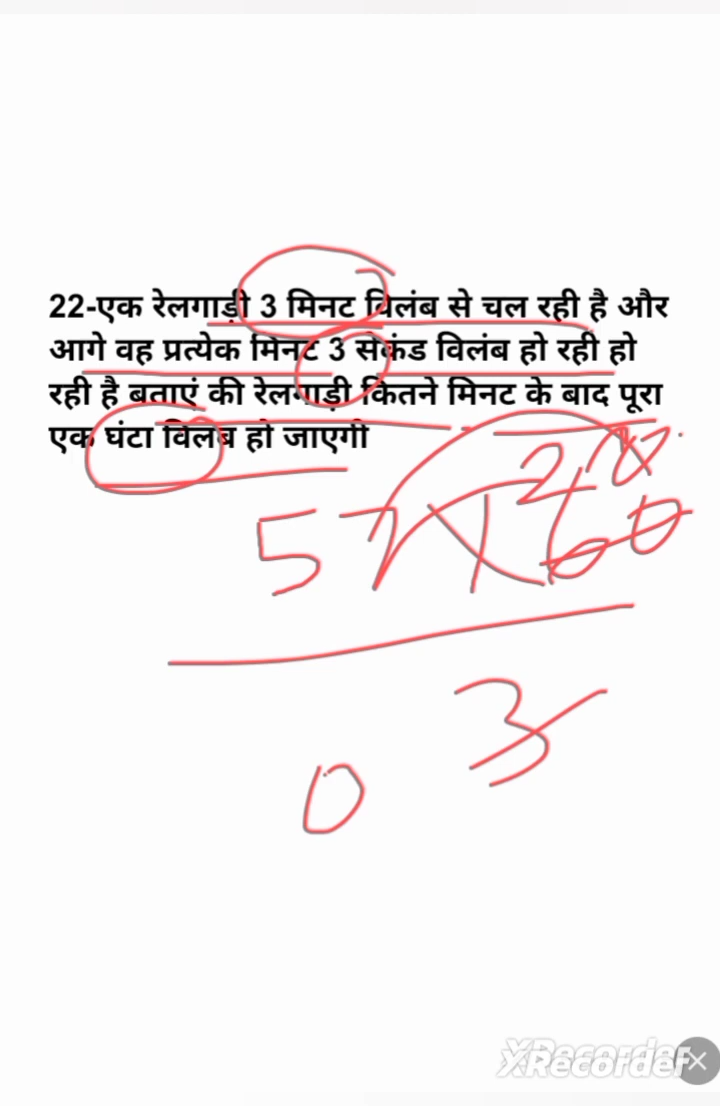 22-एक रेलगाड़ी 3 मिनट विलंब से चल रही है और
आगे वह प्रत्येक मिनट 3 सेकंड विलंब हो रही हो
रही है बताएं की रेलगाड़ी कितने मिनट के बाद पूरा
एक घंटा विलंब हो जाएगी
20
57 × 60
3
0
XRecorder